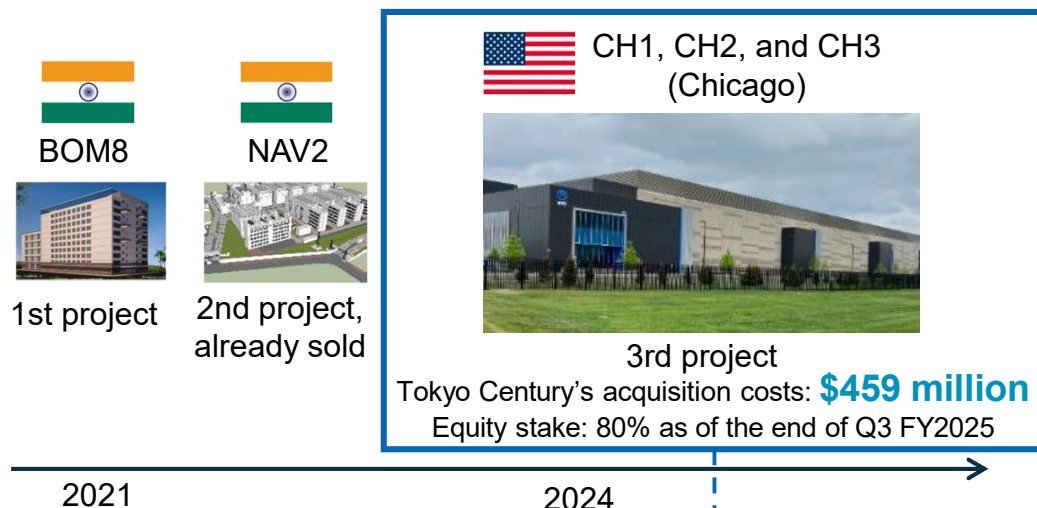 BOM8
1st project
NAV2
2nd project,
already sold
CH1, CH2, and CH3
(Chicago)
3rd project
Tokyo Century’s acquisition costs: $459 million
Equity stake: 80% as of the end of Q3 FY2025
2021
2024